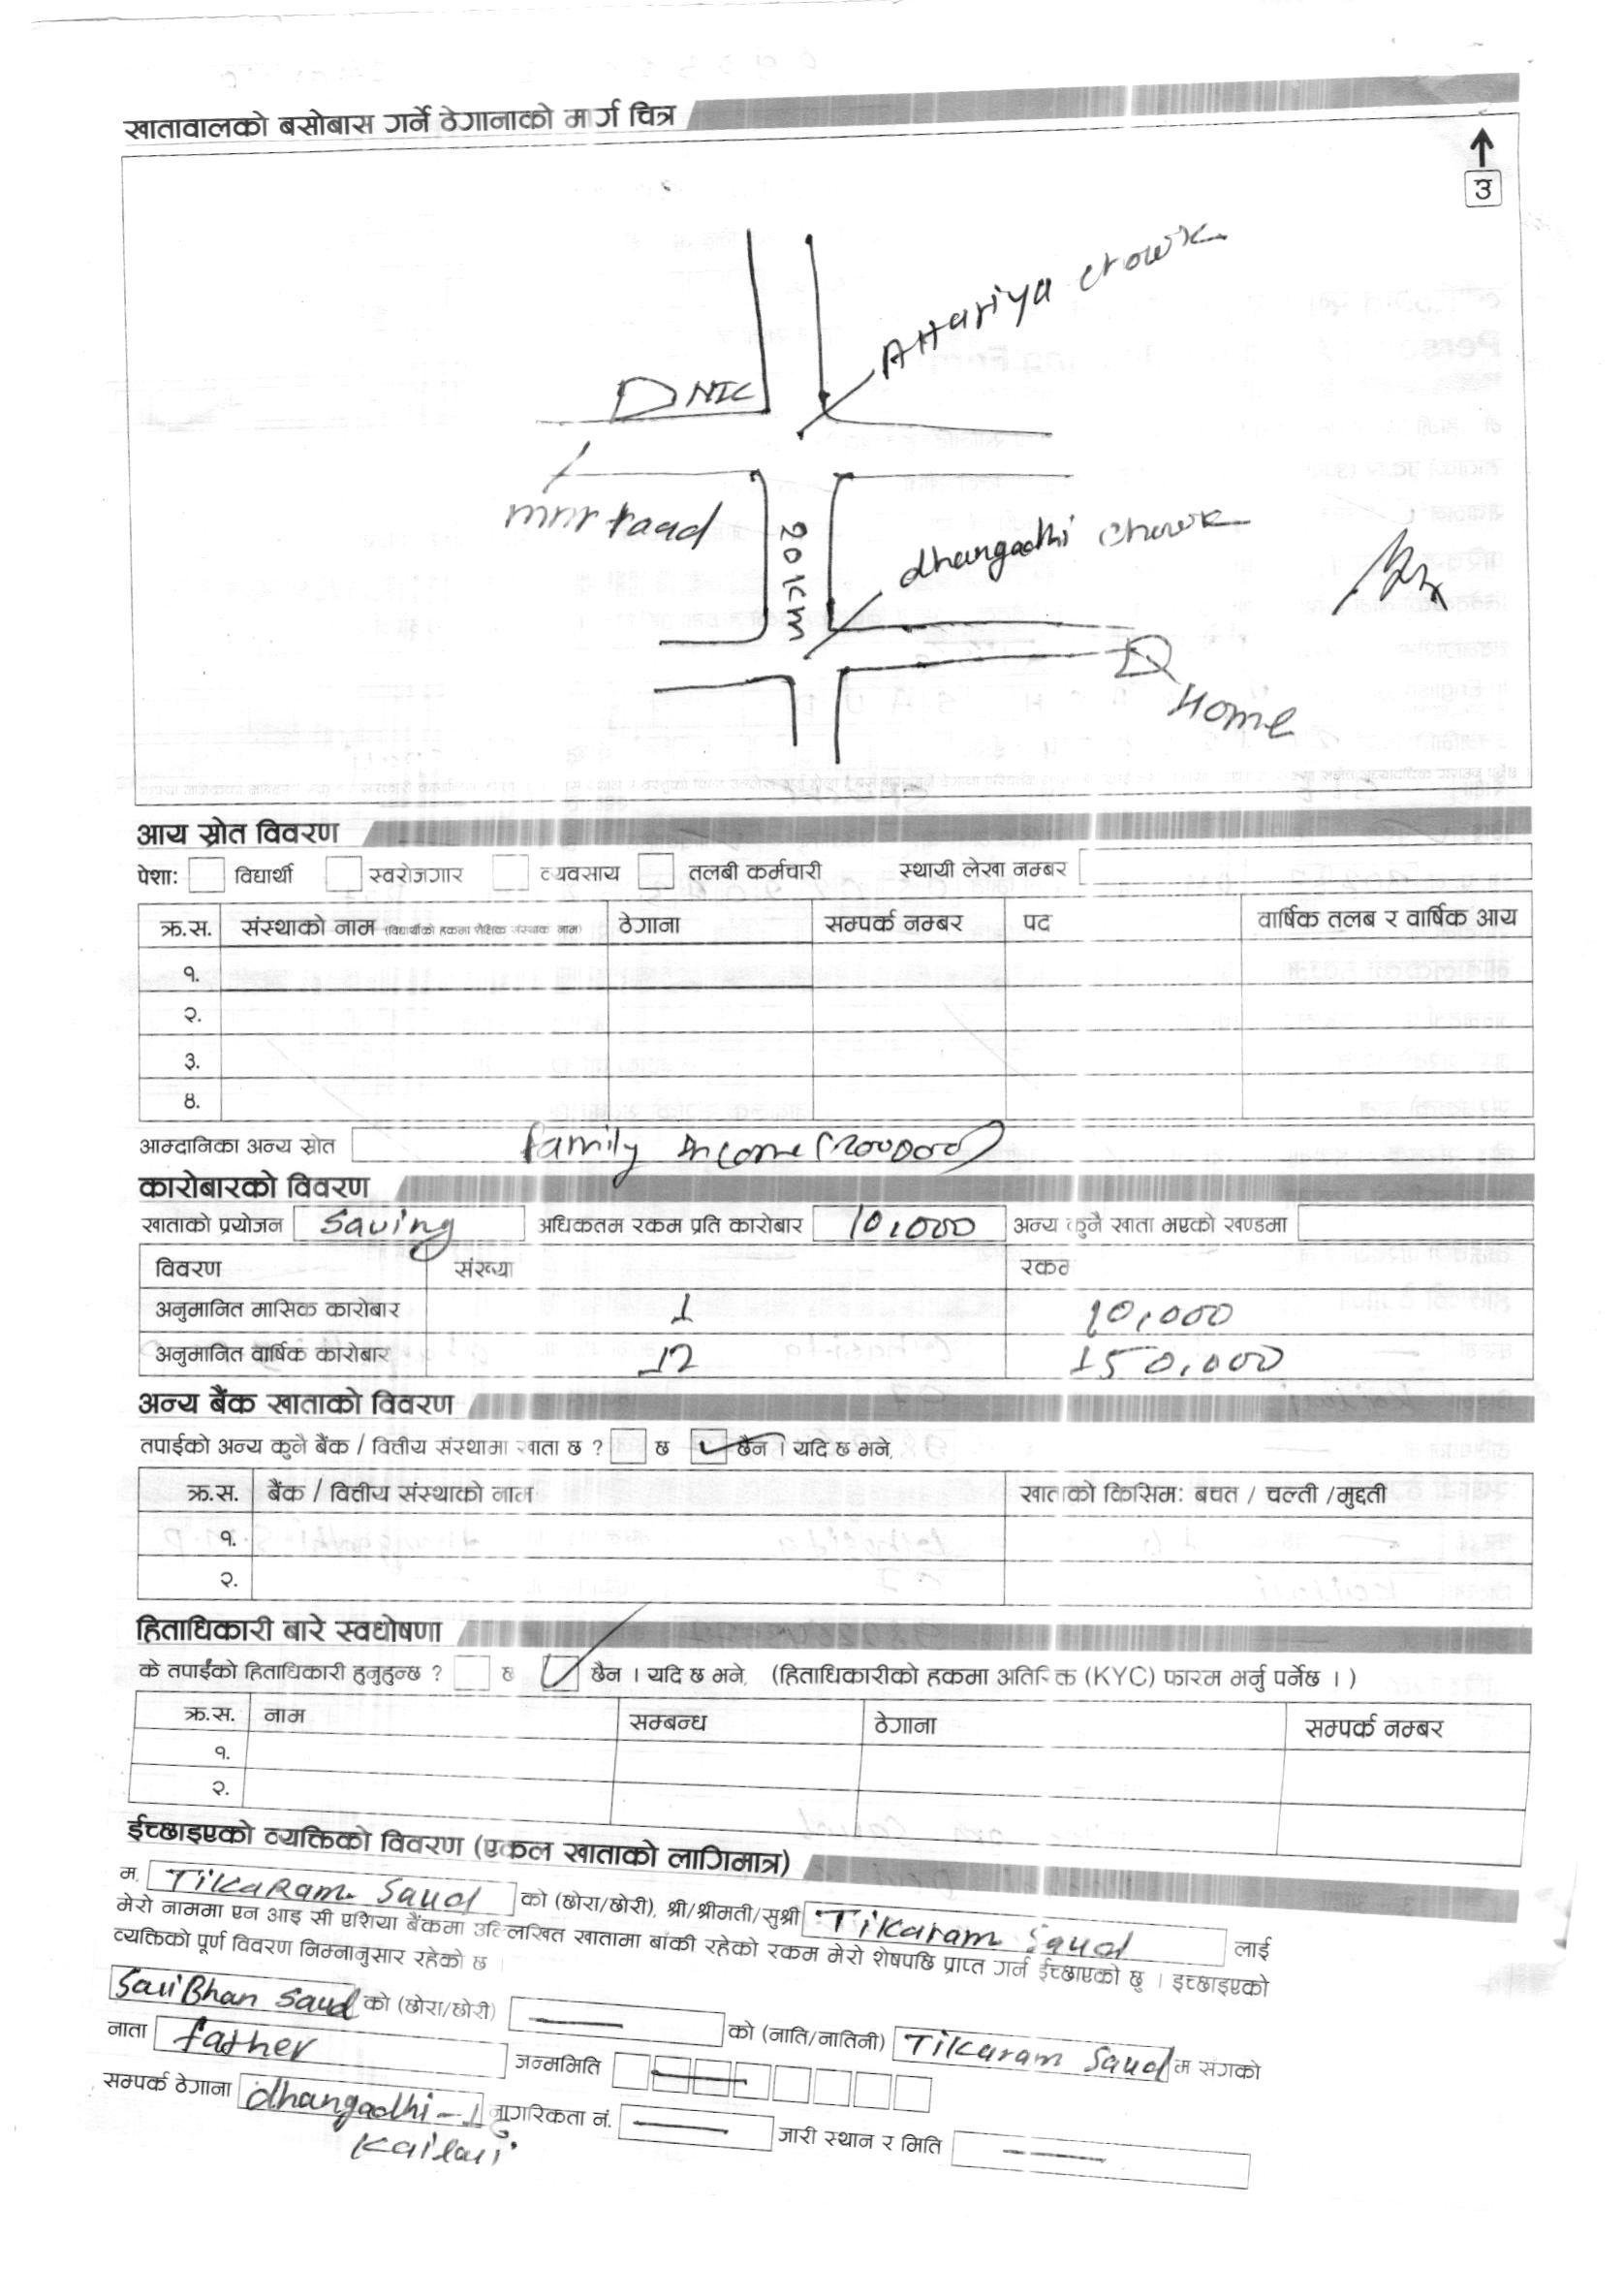 खातावालको बसोबास गर्ने ठेगानाको मार्ग चित्र
उ
Attariya chowk
NIC
mnr road
20km
dhangadhi chowk
Home
आय स्रोत विवरण
पेशा: विद्यार्थी स्वरोजगार व्यवसाय तलबी कर्मचारी स्थायी लेखा नम्बर
क्र.स. संस्थाको नाम (विद्यार्थीको हकमा शैक्षिक संस्थाक नाम) ठेगाना सम्पर्क नम्बर पद वार्षिक तलब र वार्षिक आय
१.
२.
३.
४.
आम्दानिका अन्य स्रोत family Income (200000)
कारोबारको विवरण
खाताको प्रयोजन Saving अधिकतम रकम प्रति कारोबार 10,000 अन्य कुनै खाता भएको खण्डमा
विवरण संख्या रकम
अनुमानित मासिक कारोबार 1 10,000
अनुमानित वार्षिक कारोबार 12 150,000
अन्य बैंक खाताको विवरण
तपाईको अन्य कुनै बैंक / वित्तीय संस्थामा खाता छ ? छ छैन । यदि छ भने,
क्र.स. बैंक / वित्तीय संस्थाको नाम खाताको किसिम: बचत / चल्ती /मुद्दती
१.
२.
हिताधिकारी बारे स्वघोषणा
के तपाईंको हिताधिकारी हुनुहुन्छ ? छ छैन । यदि छ भने, (हिताधिकारीको हकमा अतिरिक्त (KYC) फारम भर्नु पर्नेछ । )
क्र.स. नाम सम्बन्ध ठेगाना सम्पर्क नम्बर
१.
२.
ईच्छाइएको व्यक्तिको विवरण (एकल खाताको लागिमात्र)
म, TikaRam Saud को (छोरा/छोरी), श्री/श्रीमती/सुश्री Tikaram Saud लाई
मेरो नाममा एन आइ सी एशिया बैंकमा उल्लिखित खातामा बाँकी रहेको रकम मेरो शेषपछि प्राप्त गर्न ईच्छाएको छु । इच्छाइएको
व्यक्तिको पूर्ण विवरण निम्नानुसार रहेको छ ।
Bhan Saud को (छोरा/छोरी) को (नाति/नातिनी) Tikaram Saud म संगको
नाता father जन्ममिति
सम्पर्क ठेगाना dhangadhi नागरिकता नं. जारी स्थान र मिति
Kailali